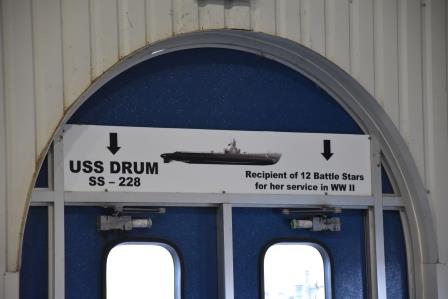 USS DRUM
SS – 228
Recipient of 12 Battle Stars
for her service in WW II